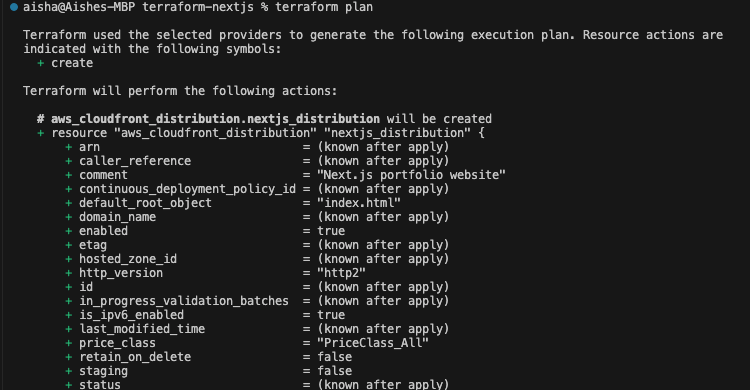 aisha@Aishes-MBP terraform-nextjs % terraform plan
Terraform used the selected providers to generate the following execution plan. Resource actions are
indicated with the following symbols:
+ create
Terraform will perform the following actions:
# aws_cloudfront_distribution.nextjs_distribution will be created
+ resource "aws_cloudfront_distribution" "nextjs_distribution" {
+ arn = (known after apply)
+ caller_reference = (known after apply)
+ comment = "Next.js portfolio website"
+ continuous_deployment_policy_id = (known after apply)
+ default_root_object = "index.html"
+ domain_name = (known after apply)
+ enabled = true
+ etag = (known after apply)
+ hosted_zone_id = (known after apply)
+ http_version = "http2"
+ id = (known after apply)
+ in_progress_validation_batches = (known after apply)
+ is_ipv6_enabled = true
+ last_modified_time = (known after apply)
+ price_class = "PriceClass_All"
+ retain_on_delete = false
+ staging = false
+ status = (known after apply)